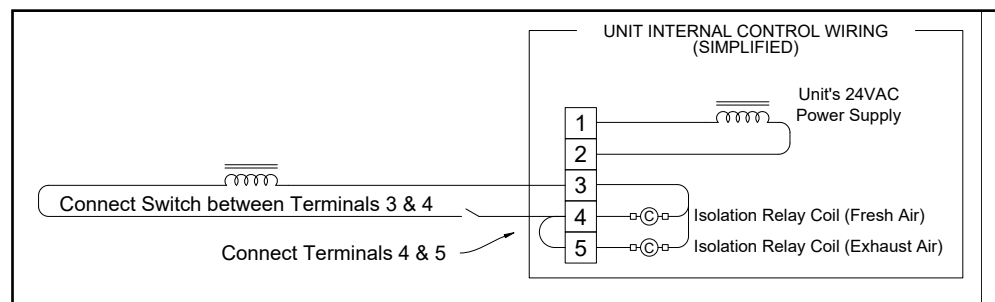 UNIT INTERNAL CONTROL WIRING
(SIMPLIFIED)
Unit's 24VAC
Power Supply
1
2
3
4
5
Connect Switch between Terminals 3 & 4
Connect Terminals 4 & 5
C
Isolation Relay Coil (Fresh Air)
C
Isolation Relay Coil (Exhaust Air)